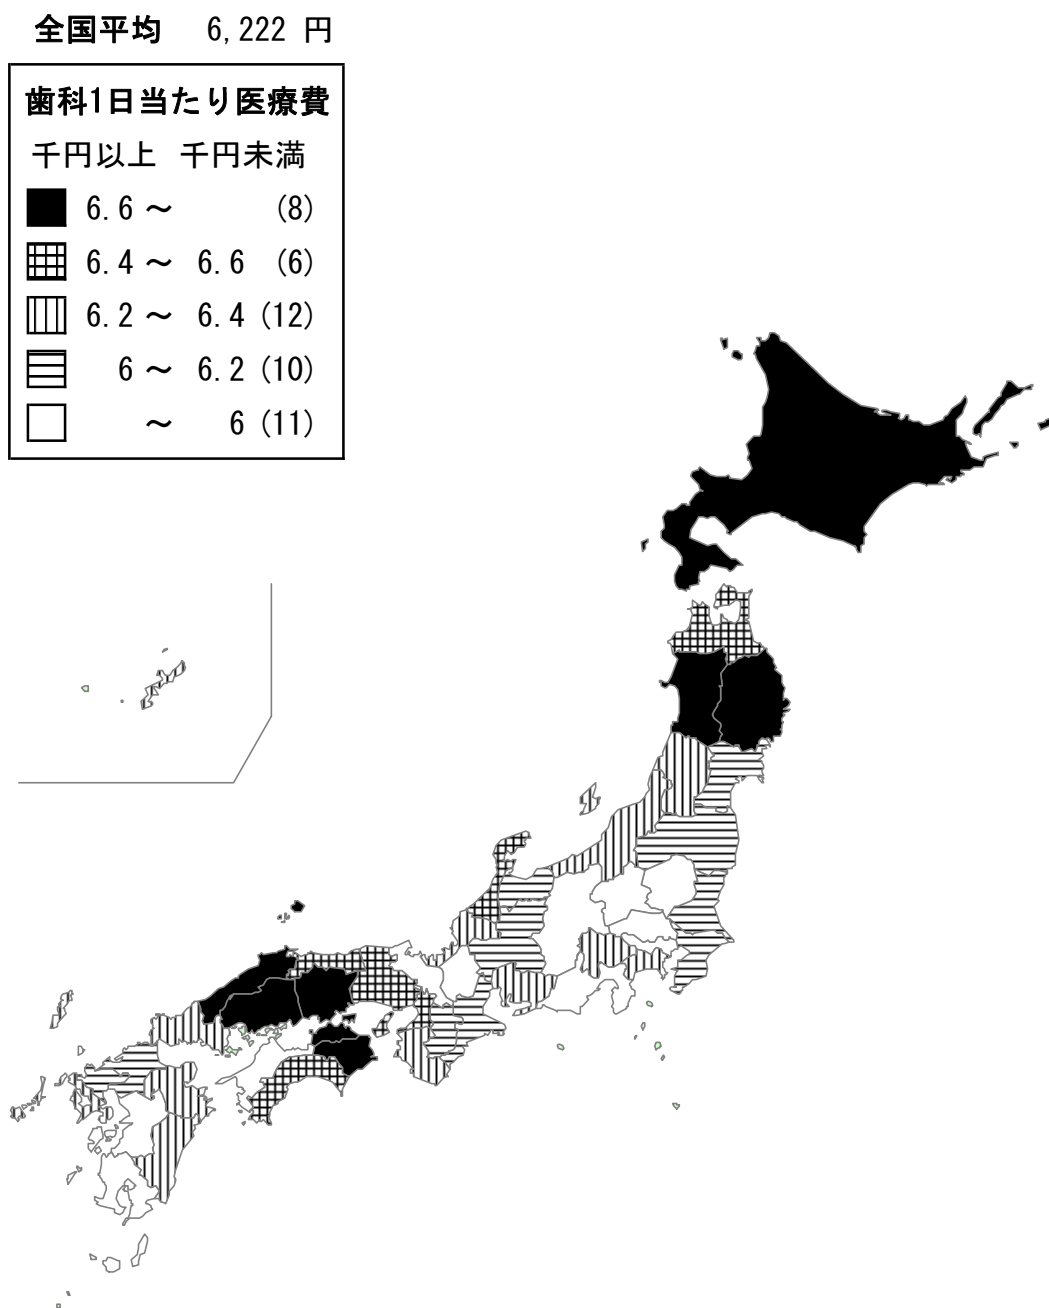 全国平均 6,222 円
歯科1日当たり医療費
千円以上 千円未満
6.6 ～ (8)
6.4 ～ 6.6 (6)
6.2 ～ 6.4 (12)
6 ～ 6.2 (10)
～ 6 (11)